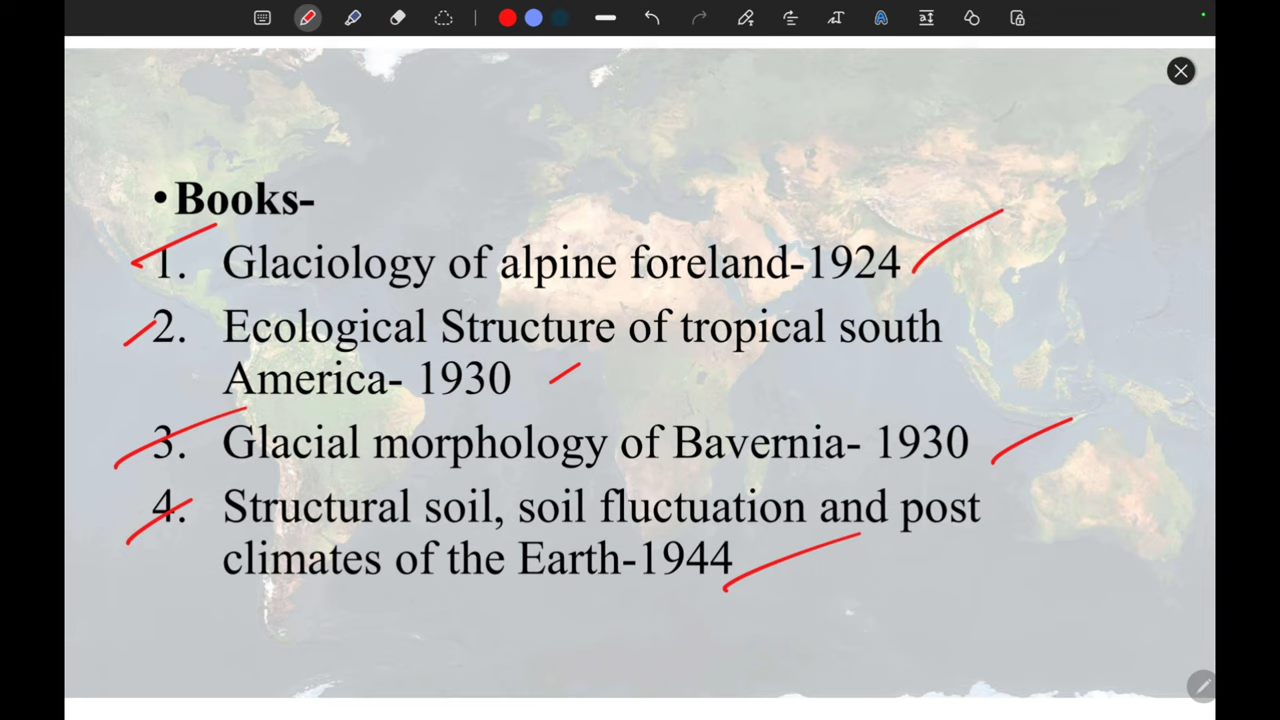 •Books-
1. Glaciology of alpine foreland-1924
2. Ecological Structure of tropical south
America- 1930
3. Glacial morphology of Bavernia- 1930
4. Structural soil, soil fluctuation and post
climates of the Earth-1944